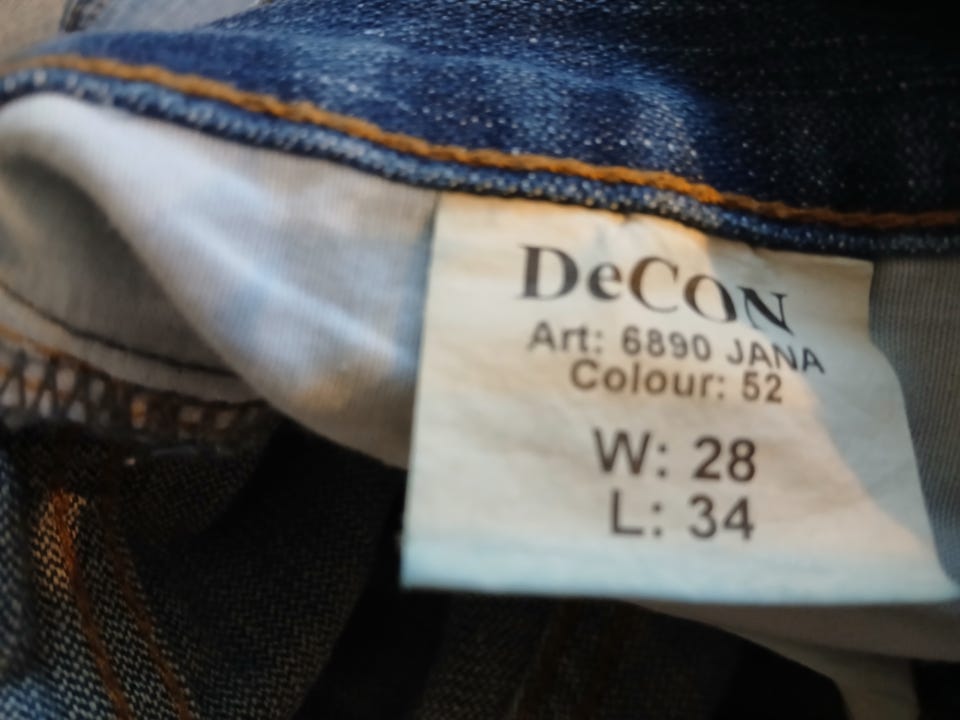 DeCON
Art: 6890 JANA
Colour: 52
W: 28
L: 34